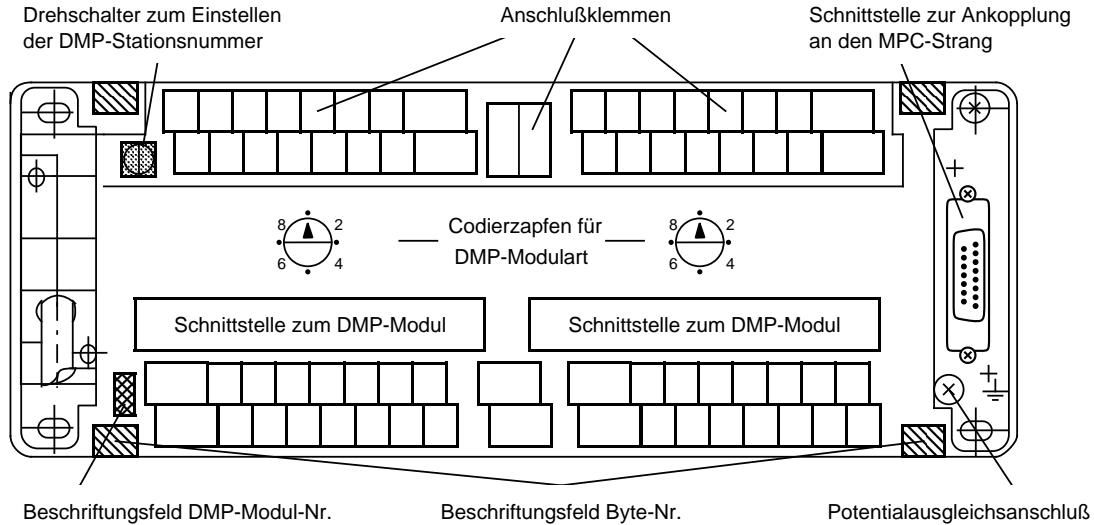 Drehschalter zum Einstellen
der DMP-Stationsnummer
Anschlußklemmen
Schnittstelle zur Ankopplung
an den MPC-Strang
8 2
6 4
Codierzapfen für
DMP-Modulart
8 2
6 4
Schnittstelle zum DMP-Modul
Schnittstelle zum DMP-Modul
Beschriftungsfeld DMP-Modul-Nr.
Beschriftungsfeld Byte-Nr.
Potentialausgleichsanschluß